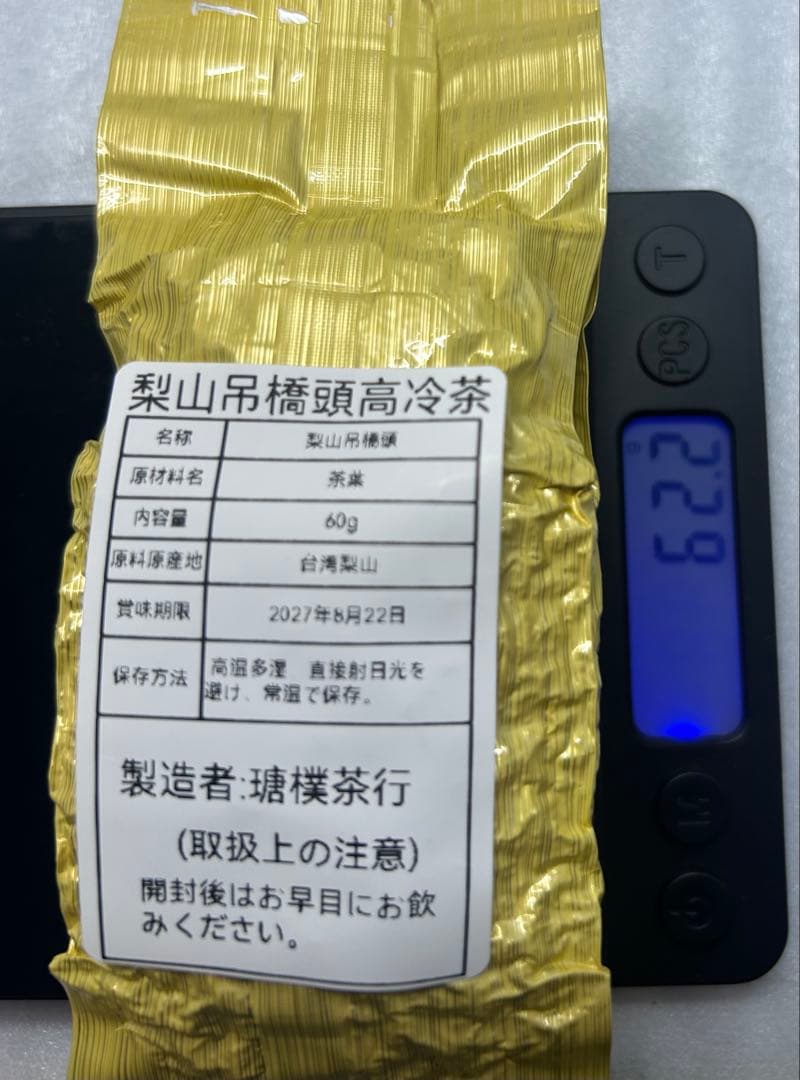 梨山吊橋頭高冷茶
名称 梨山吊橋頭
原材料名 茶葉
内容量 60g
原料原産地 台湾梨山
賞味期限 2027年8月22日
保存方法 高温多湿 直接射日光を
避け、常温で保存。
製造者:瑭樸茶行
(取扱上の注意)
開封後はお早目にお飲
みください。
T
PCS
62.2
g
M